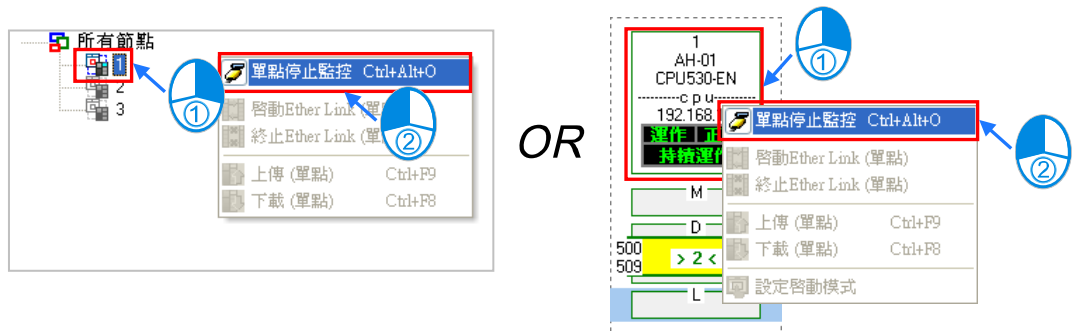 所有節點
1
2
3
①
單點停止監控 Ctrl+Alt+O
啓動Ether Link (單
終止Ether Link (單
②
上傳 (單點) Ctrl+F9
下載 (單點) Ctrl+F8
OR
1
AH-01
CPU530-EN
--------c p u--------
192.168.
運作 正
持續運作
M
D
500
509
> 2 <
L
①
單點停止監控 Ctrl+Alt+O
啓動Ether Link (單點)
終止Ether Link (單點)
②
上傳 (單點) Ctrl+F9
下載 (單點) Ctrl+F8
設定啓動模式